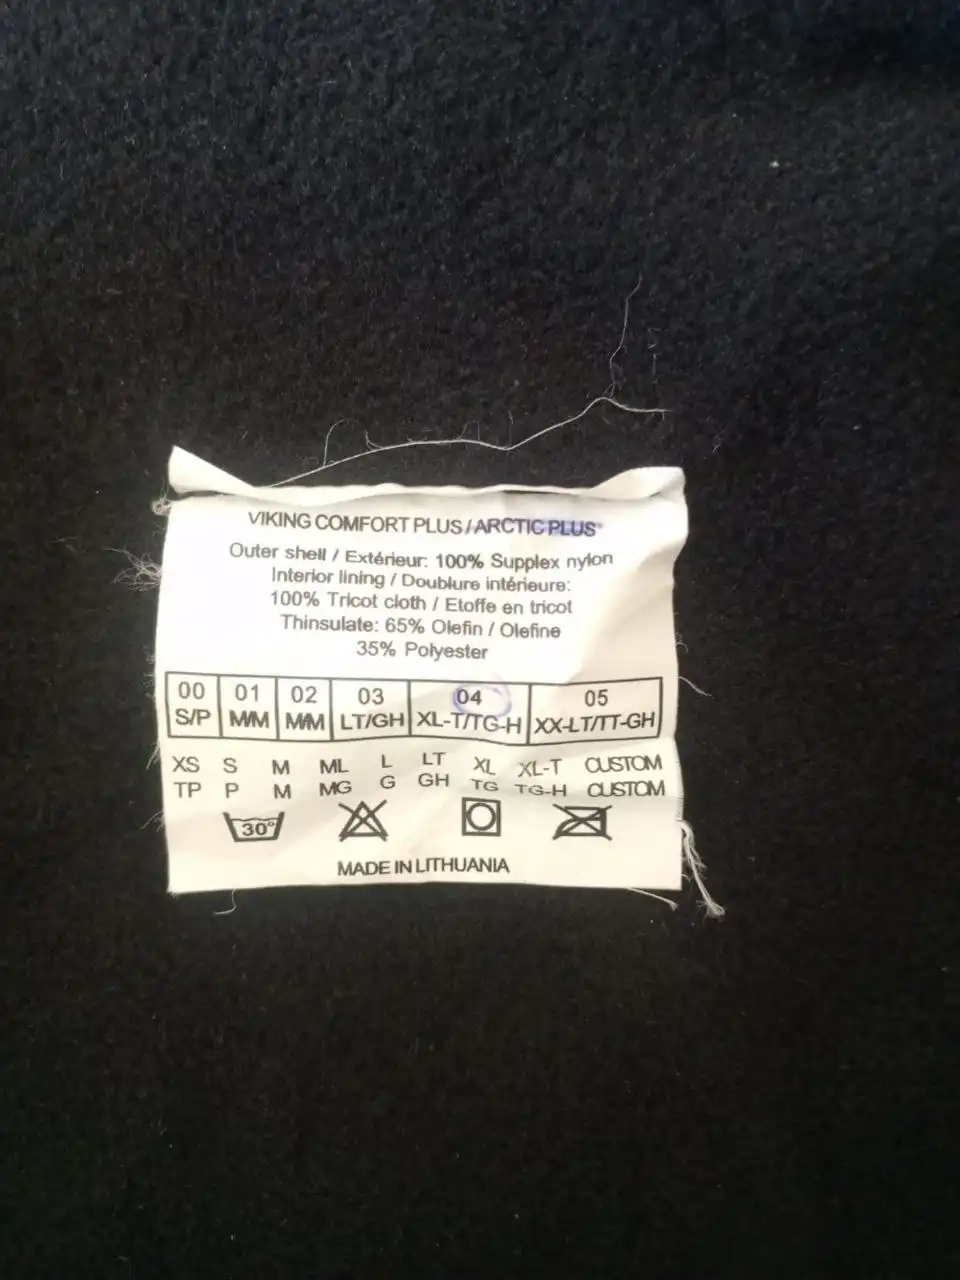 VIKING COMFORT PLUS / ARCTIC PLUS
Outer shell / Extérieur: 100% Supplex nylon
Interior lining / Doublure intérieure:
100% Tricot cloth / Etoffe en tricot
Thinsulate: 65% Olefin / Olefine
35% Polyester
00 01 02 03 04 05
S/P M/M M/M LT/GH XL-T/TG-H XX-LT/TT-GH
XS S M ML L LT XL XL-T CUSTOM
TP P M MG G GH TG TG-H CUSTOM
30°
MADE IN LITHUANIA